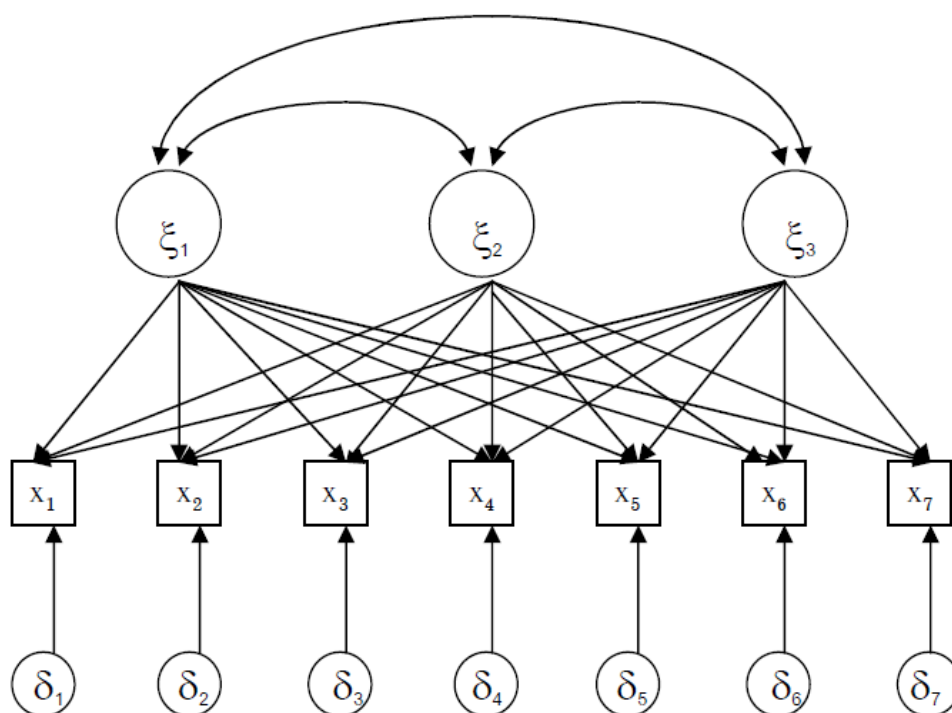 ξ₁ ξ₂ ξ₃
x₁ x₂ x₃ x₄ x₅ x₆ x₇
δ₁ δ₂ δ₃ δ₄ δ₅ δ₆ δ₇